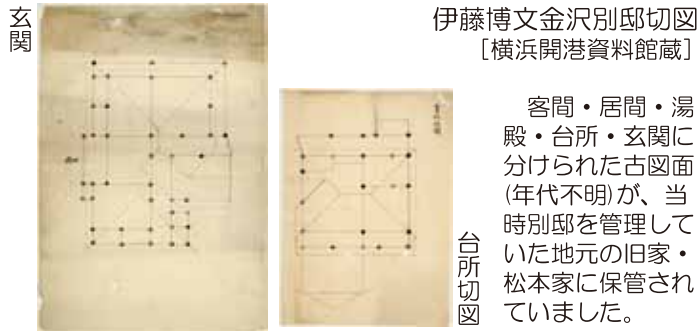 玄関
伊藤博文金沢別邸切図
[横浜開港資料館蔵]
客間・居間・湯
殿・台所・玄関に
分けられた古図面
(年代不明)が、当
時別邸を管理して
いた地元の旧家・
松本家に保管され
ていました。
台所切図